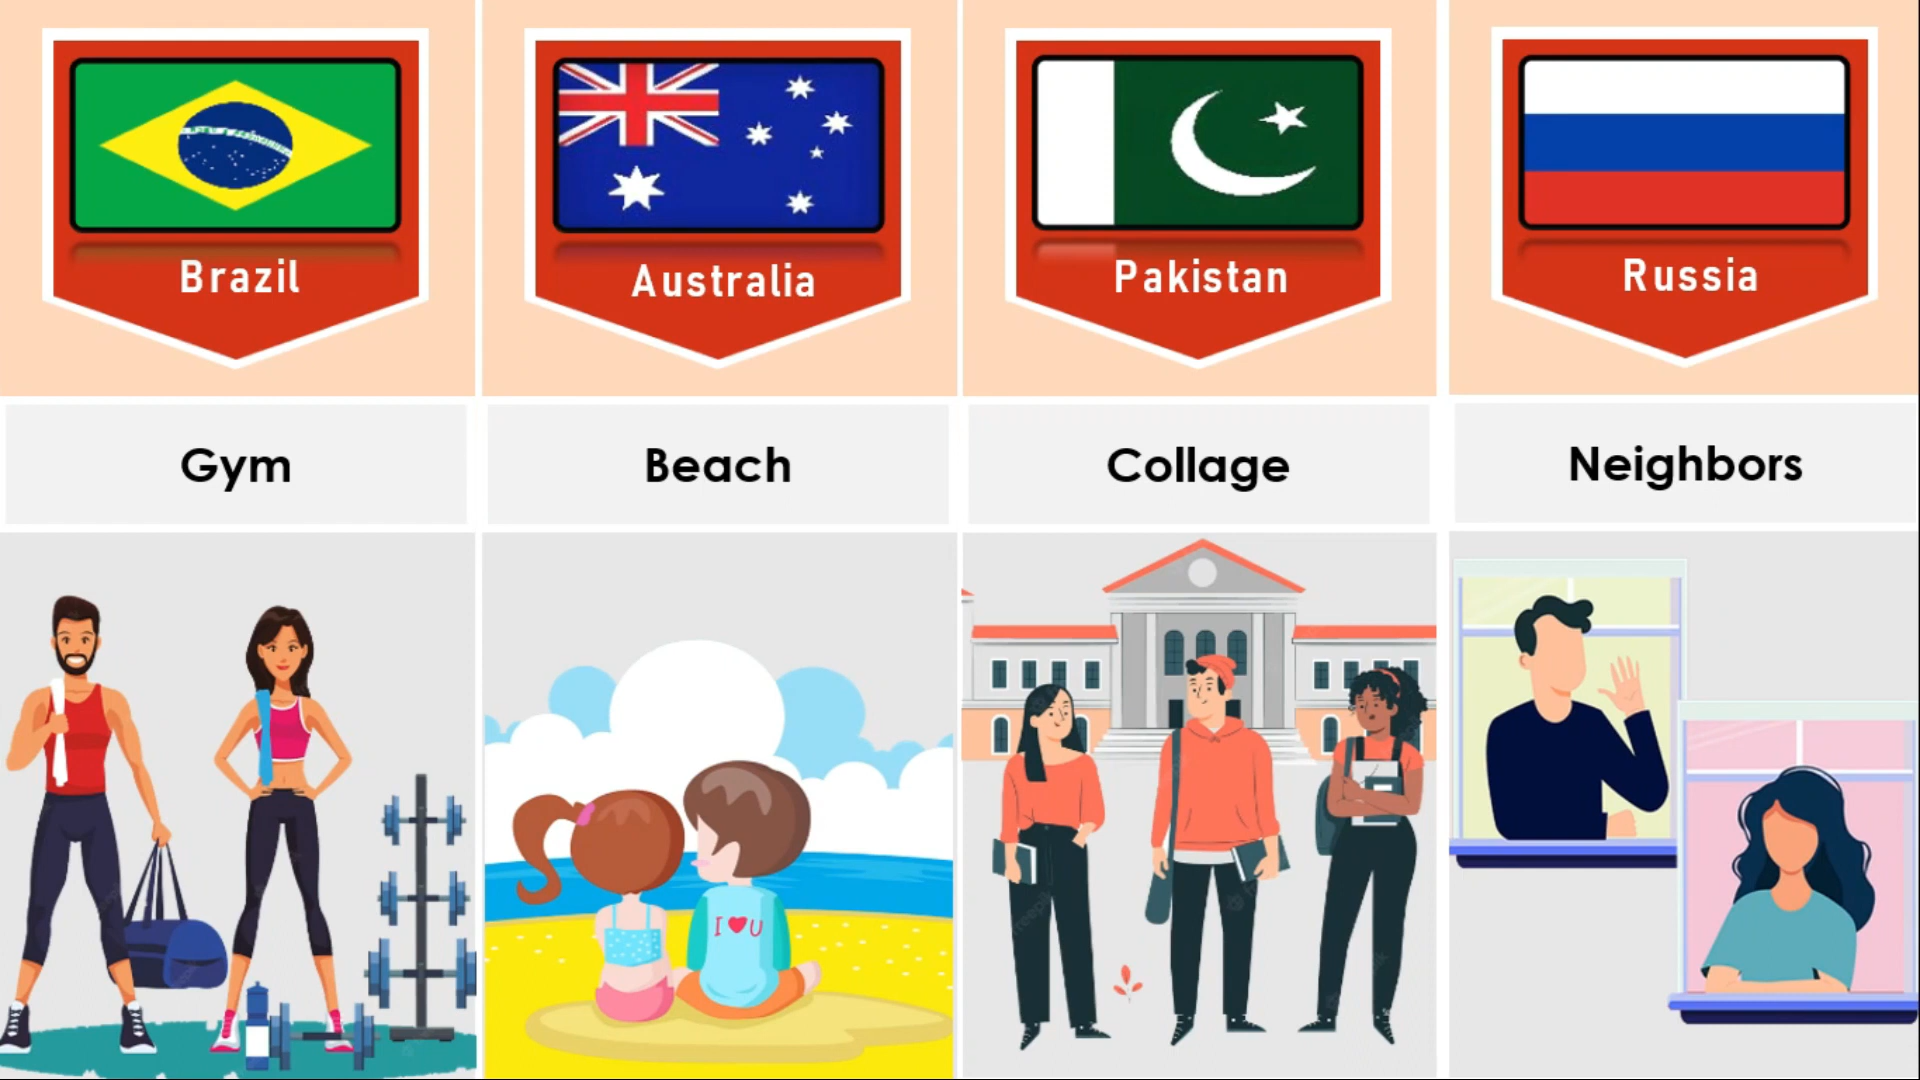 Brazil
Australia
Pakistan
Russia
Gym
Beach
Collage
Neighbors
I ♥ U